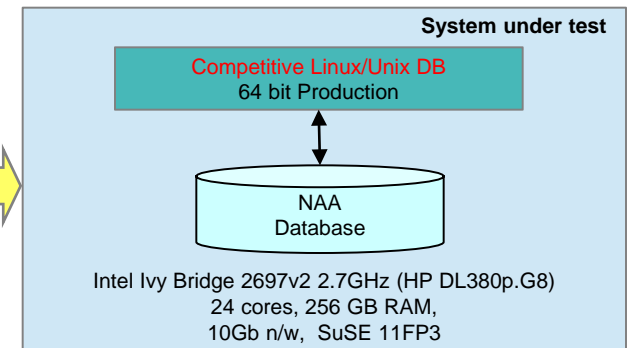 System under test
Competitive Linux/Unix DB
64 bit Production
NAA
Database
Intel Ivy Bridge 2697v2 2.7GHz (HP DL380p.G8)
24 cores, 256 GB RAM,
10Gb n/w, SuSE 11FP3